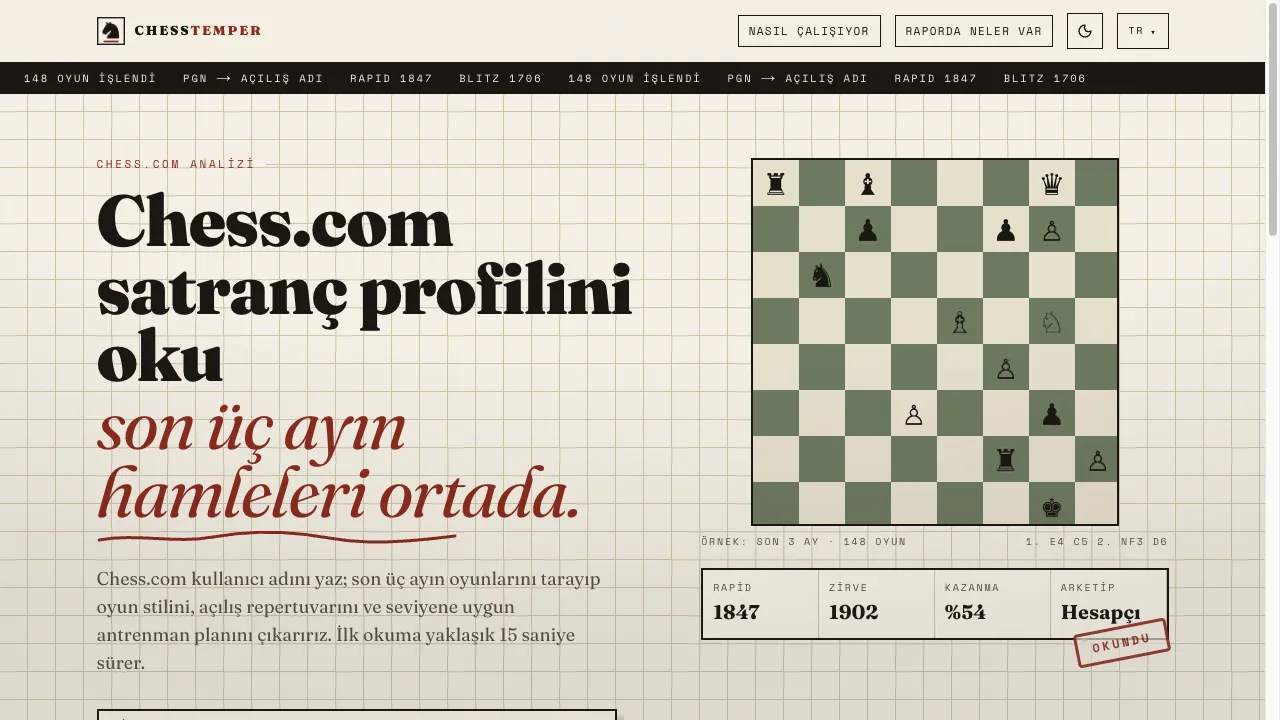 CHESSTEMPER
NASIL ÇALIŞIYOR
RAPORDA NELER VAR
TR
148 OYUN İŞLENDİ PGN → AÇILIŞ ADI RAPID 1847 BLITZ 1706 148 OYUN İŞLENDİ PGN → AÇILIŞ ADI RAPID 1847 BLITZ 1706
CHESS.COM ANALİZİ
Chess.com
satranç profilini
oku
son üç ayın
hamleleri ortada.
Chess.com kullanıcı adını yaz; son üç ayın oyunlarını tarayıp
oyun stilini, açılış repertuvarını ve seviyene uygun
antrenman planını çıkarırız. İlk okuma yaklaşık 15 saniye
sürer.
ÖRNEK: SON 3 AY · 148 OYUN
1. E4 C5 2. NF3 D6
RAPİD
1847
ZİRVE
1902
KAZANMA
%54
ARKETİP
Hesapçı
OKUNDU